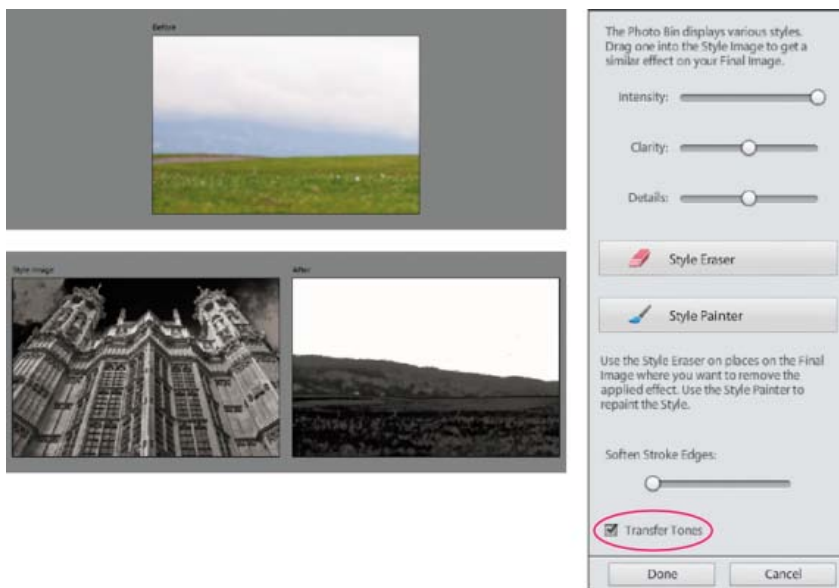 Before
Style Image
After
The Photo Bin displays various styles.
Drag one into the Style Image to get a
similar effect on your Final Image.
Intensity:
Clarity:
Details:
Style Eraser
Style Painter
Use the Style Eraser on places on the Final
Image where you want to remove the
applied effect. Use the Style Painter to
repaint the Style.
Soft​en Stroke Edges:
Transfer Tones
Done
Cancel